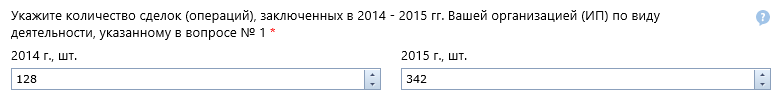 Укажите количество сделок (операций), заключенных в 2014 - 2015 гг. Вашей организацией (ИП) по виду
деятельности, указанному в вопросе № 1 *
?
2014 г., шт.
2015 г., шт.
128
342